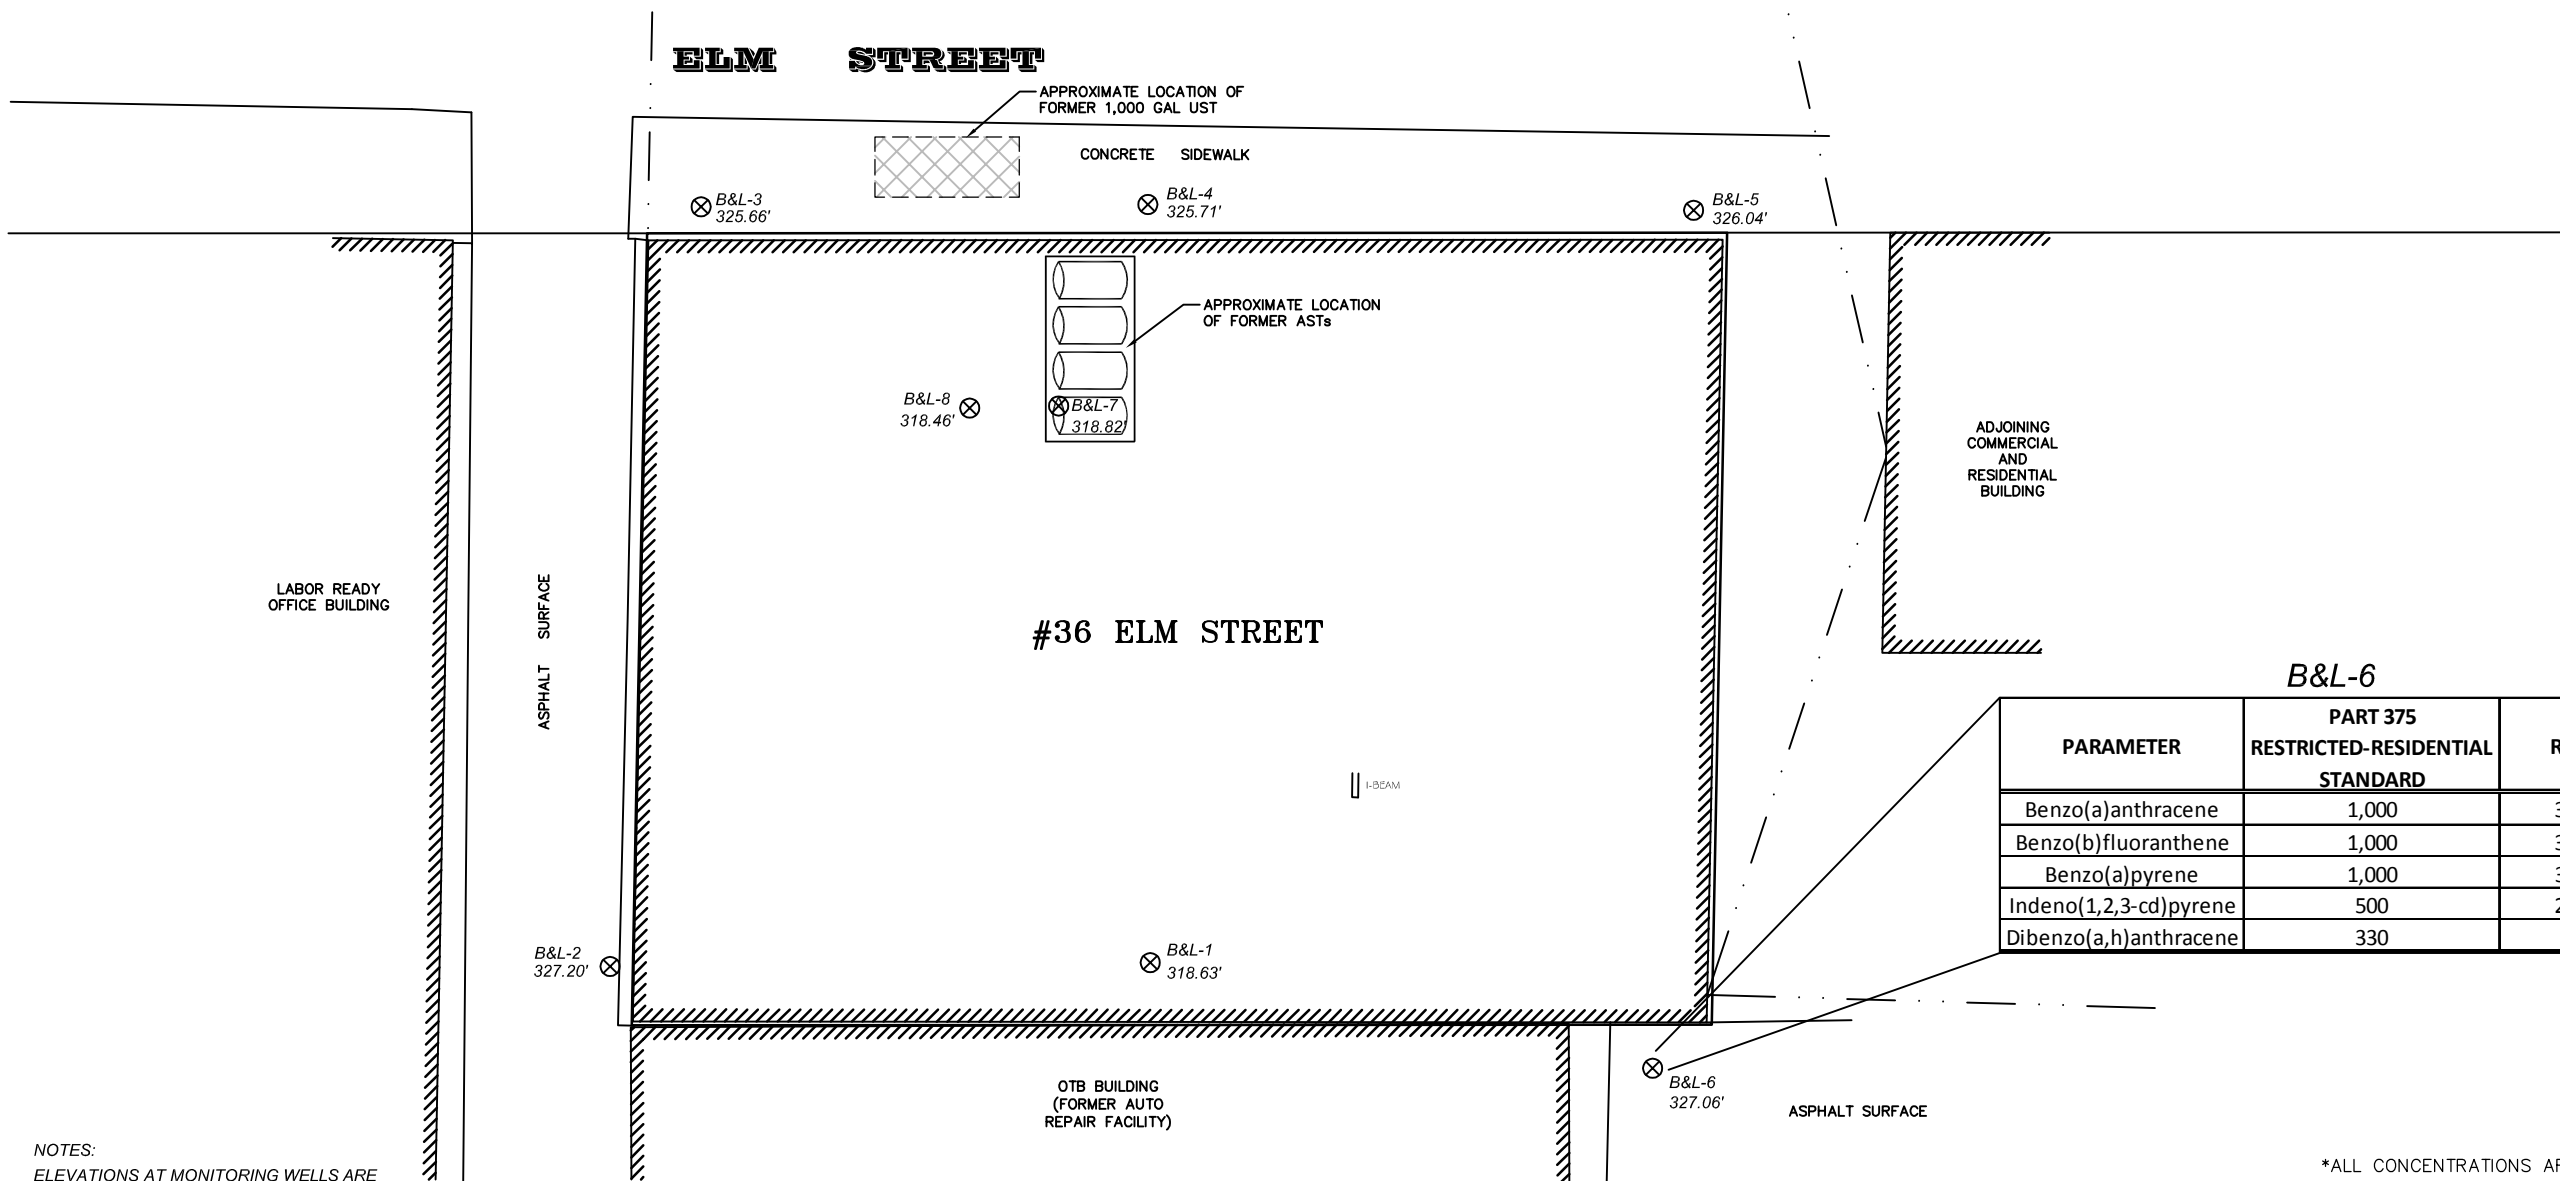 ELM STREET
APPROXIMATE LOCATION OF
FORMER 1,000 GAL UST
CONCRETE SIDEWALK
B&L-3
325.66'
B&L-4
325.71'
B&L-5
326.04'
APPROXIMATE LOCATION
OF FORMER ASTs
B&L-8
318.46'
B&L-7
318.82'
ADJOINING
COMMERCIAL
AND
RESIDENTIAL
BUILDING
LABOR READY
OFFICE BUILDING
ASPHALT SURFACE
#36 ELM STREET
I-BEAM
B&L-6
PARAMETER
PART 375
RESTRICTED-RESIDENTIAL
STANDARD
Benzo(a)anthracene 1,000
Benzo(b)fluoranthene 1,000
Benzo(a)pyrene 1,000
Indeno(1,2,3-cd)pyrene 500
Dibenzo(a,h)anthracene 330
B&L-2
327.20'
B&L-1
318.63'
B&L-6
327.06'
OTB BUILDING
(FORMER AUTO
REPAIR FACILITY)
ASPHALT SURFACE
NOTES:
ELEVATIONS AT MONITORING WELLS ARE
*ALL CONCENTRATIONS